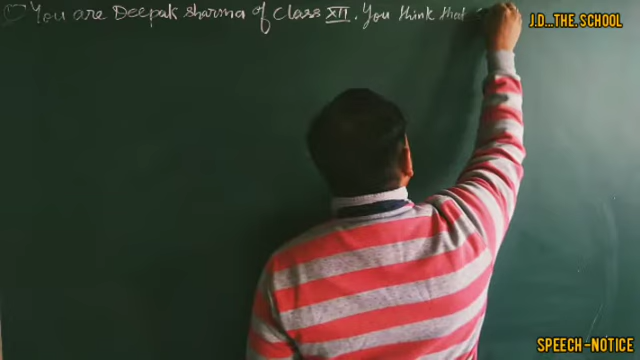 You are Deepak Sharma of class XII. You think that
J.D...THE. SCHOOL
SPEECH-NOTICE